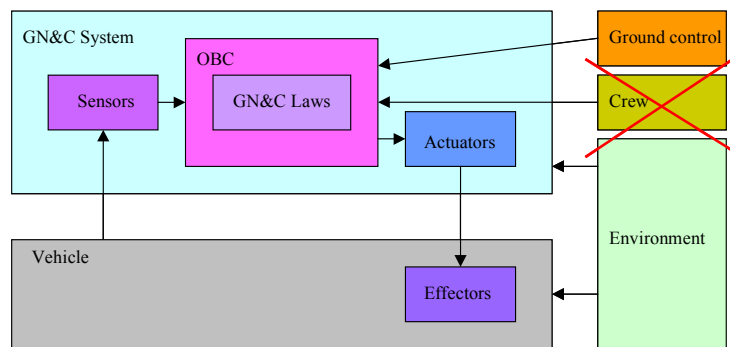 GN&C System
OBC
Ground control
Sensors
GN&C Laws
Crew
Actuators
Environment
Vehicle
Effectors